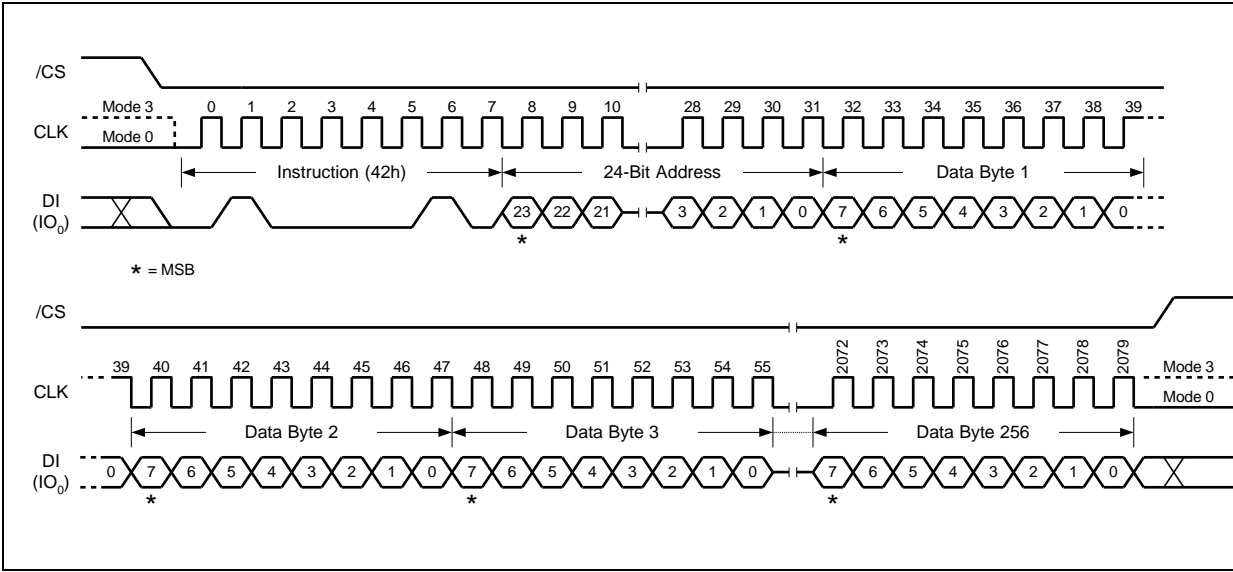 /CS
Mode 3 0 1 2 3 4 5 6 7 8 9 10 28 29 30 31 32 33 34 35 36 37 38 39
CLK Mode 0
Instruction (42h) 24-Bit Address Data Byte 1
DI (IO0) 23 22 21 3 2 1 0 7 6 5 4 3 2 1 0
* *
* = MSB
/CS
39 40 41 42 43 44 45 46 47 48 49 50 51 52 53 54 55 2072 2073 2074 2075 2076 2077 2078 2079 Mode 3
CLK Mode 0
Data Byte 2 Data Byte 3 Data Byte 256
DI (IO0) 0 7 6 5 4 3 2 1 0 7 6 5 4 3 2 1 0 7 6 5 4 3 2 1 0
* * *